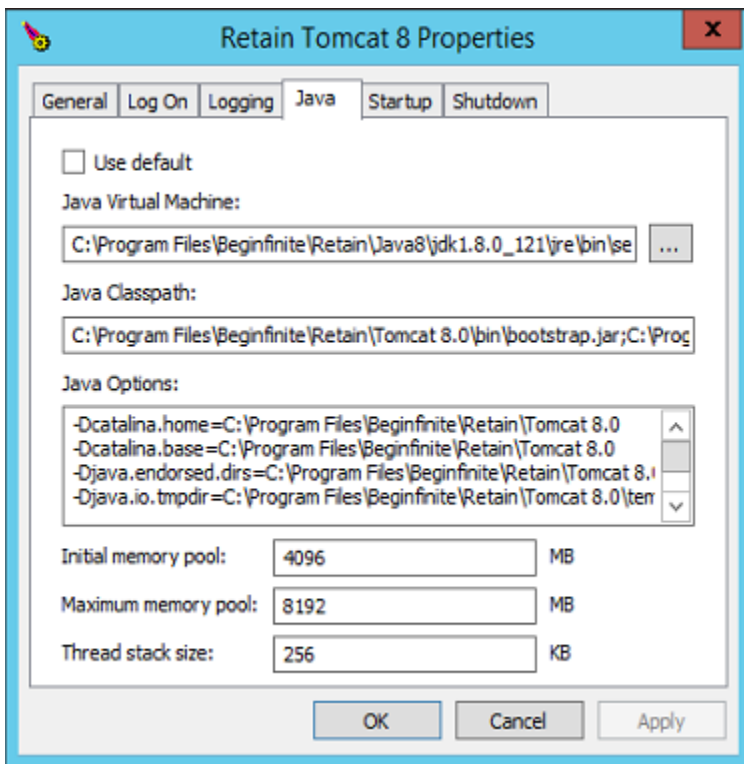 Retain Tomcat 8 Properties
x
General Log On Logging Java Startup Shutdown
Use default
Java Virtual Machine:
C:\Program Files\Beginfinite\Retain\Java8\jdk1.8.0_121\jre\bin\se
...
Java Classpath:
C:\Program Files\Beginfinite\Retain\Tomcat 8.0\bin\bootstrap.jar;C:\Prog
Java Options:
-Dcatalina.home=C:\Program Files\Beginfinite\Retain\Tomcat 8.0
-Dcatalina.base=C:\Program Files\Beginfinite\Retain\Tomcat 8.0
-Djava.endorsed.dirs=C:\Program Files\Beginfinite\Retain\Tomcat 8.
-Djava.io.tmpdir=C:\Program Files\Beginfinite\Retain\Tomcat 8.0\tem
Initial memory pool: 4096 MB
Maximum memory pool: 8192 MB
Thread stack size: 256 KB
OK Cancel Apply